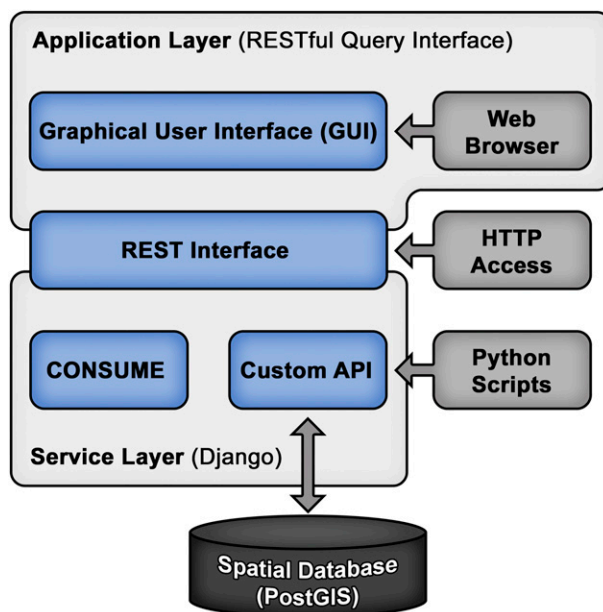 Application Layer (RESTful Query Interface)
Graphical User Interface (GUI)
Web
Browser
REST Interface
HTTP
Access
CONSUME
Custom API
Python
Scripts
Service Layer (Django)
Spatial Database
(PostGIS)